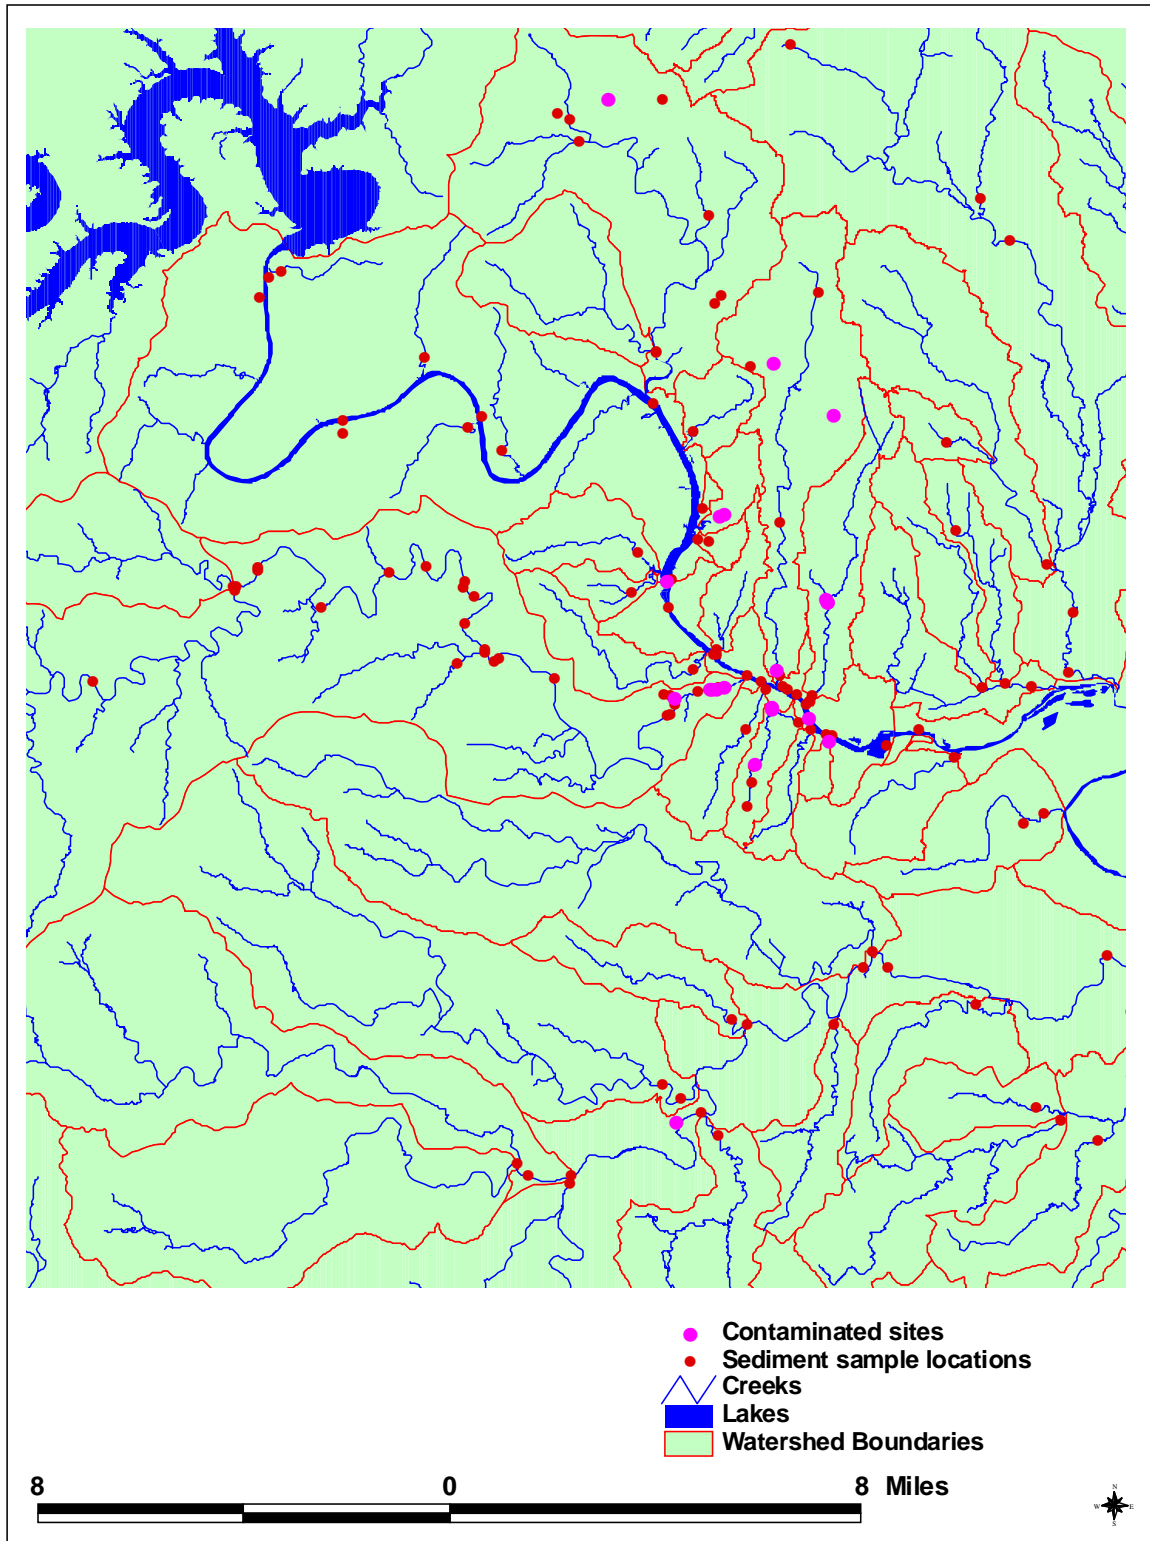 Contaminated sites
Sediment sample locations
Creeks
Lakes
Watershed Boundaries
8 0 8 Miles
N
W E
S